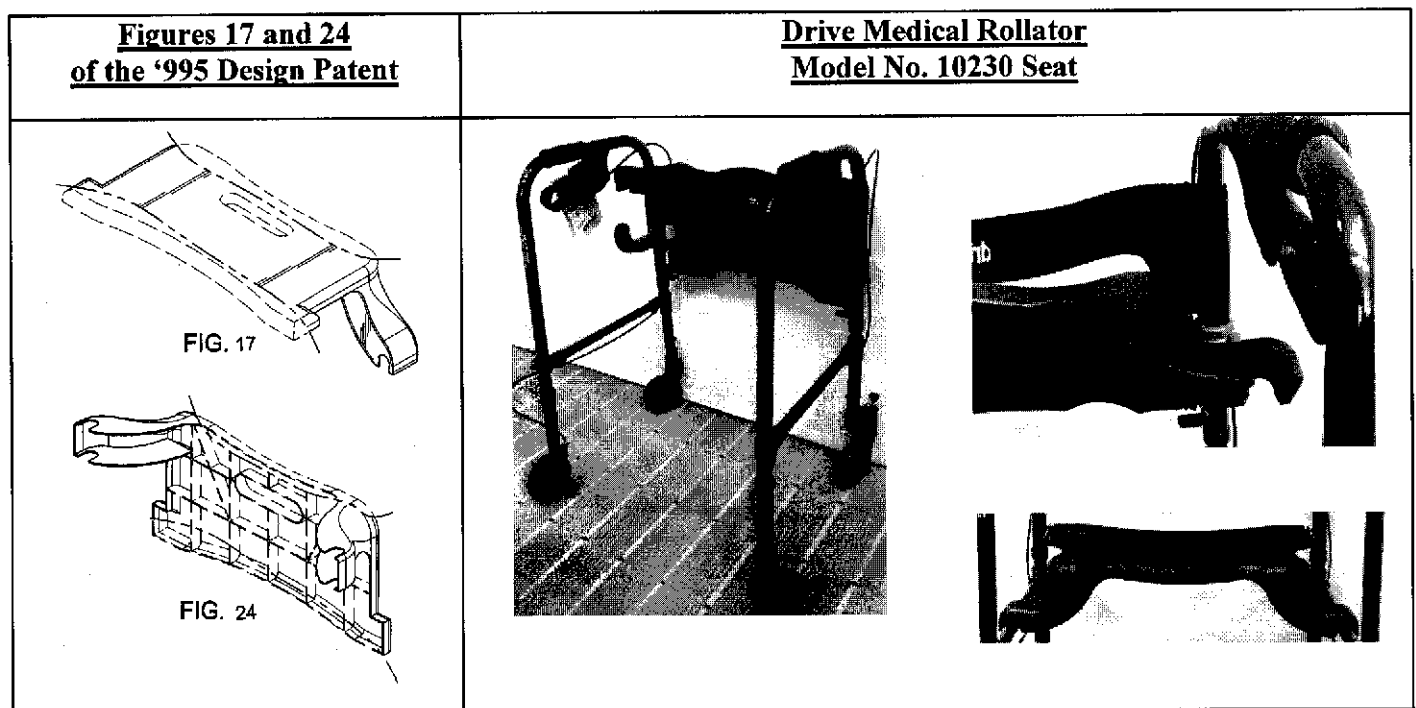 Figures 17 and 24
of the ‘995 Design Patent
Drive Medical Rollator
Model No. 10230 Seat
FIG. 17
FIG. 24